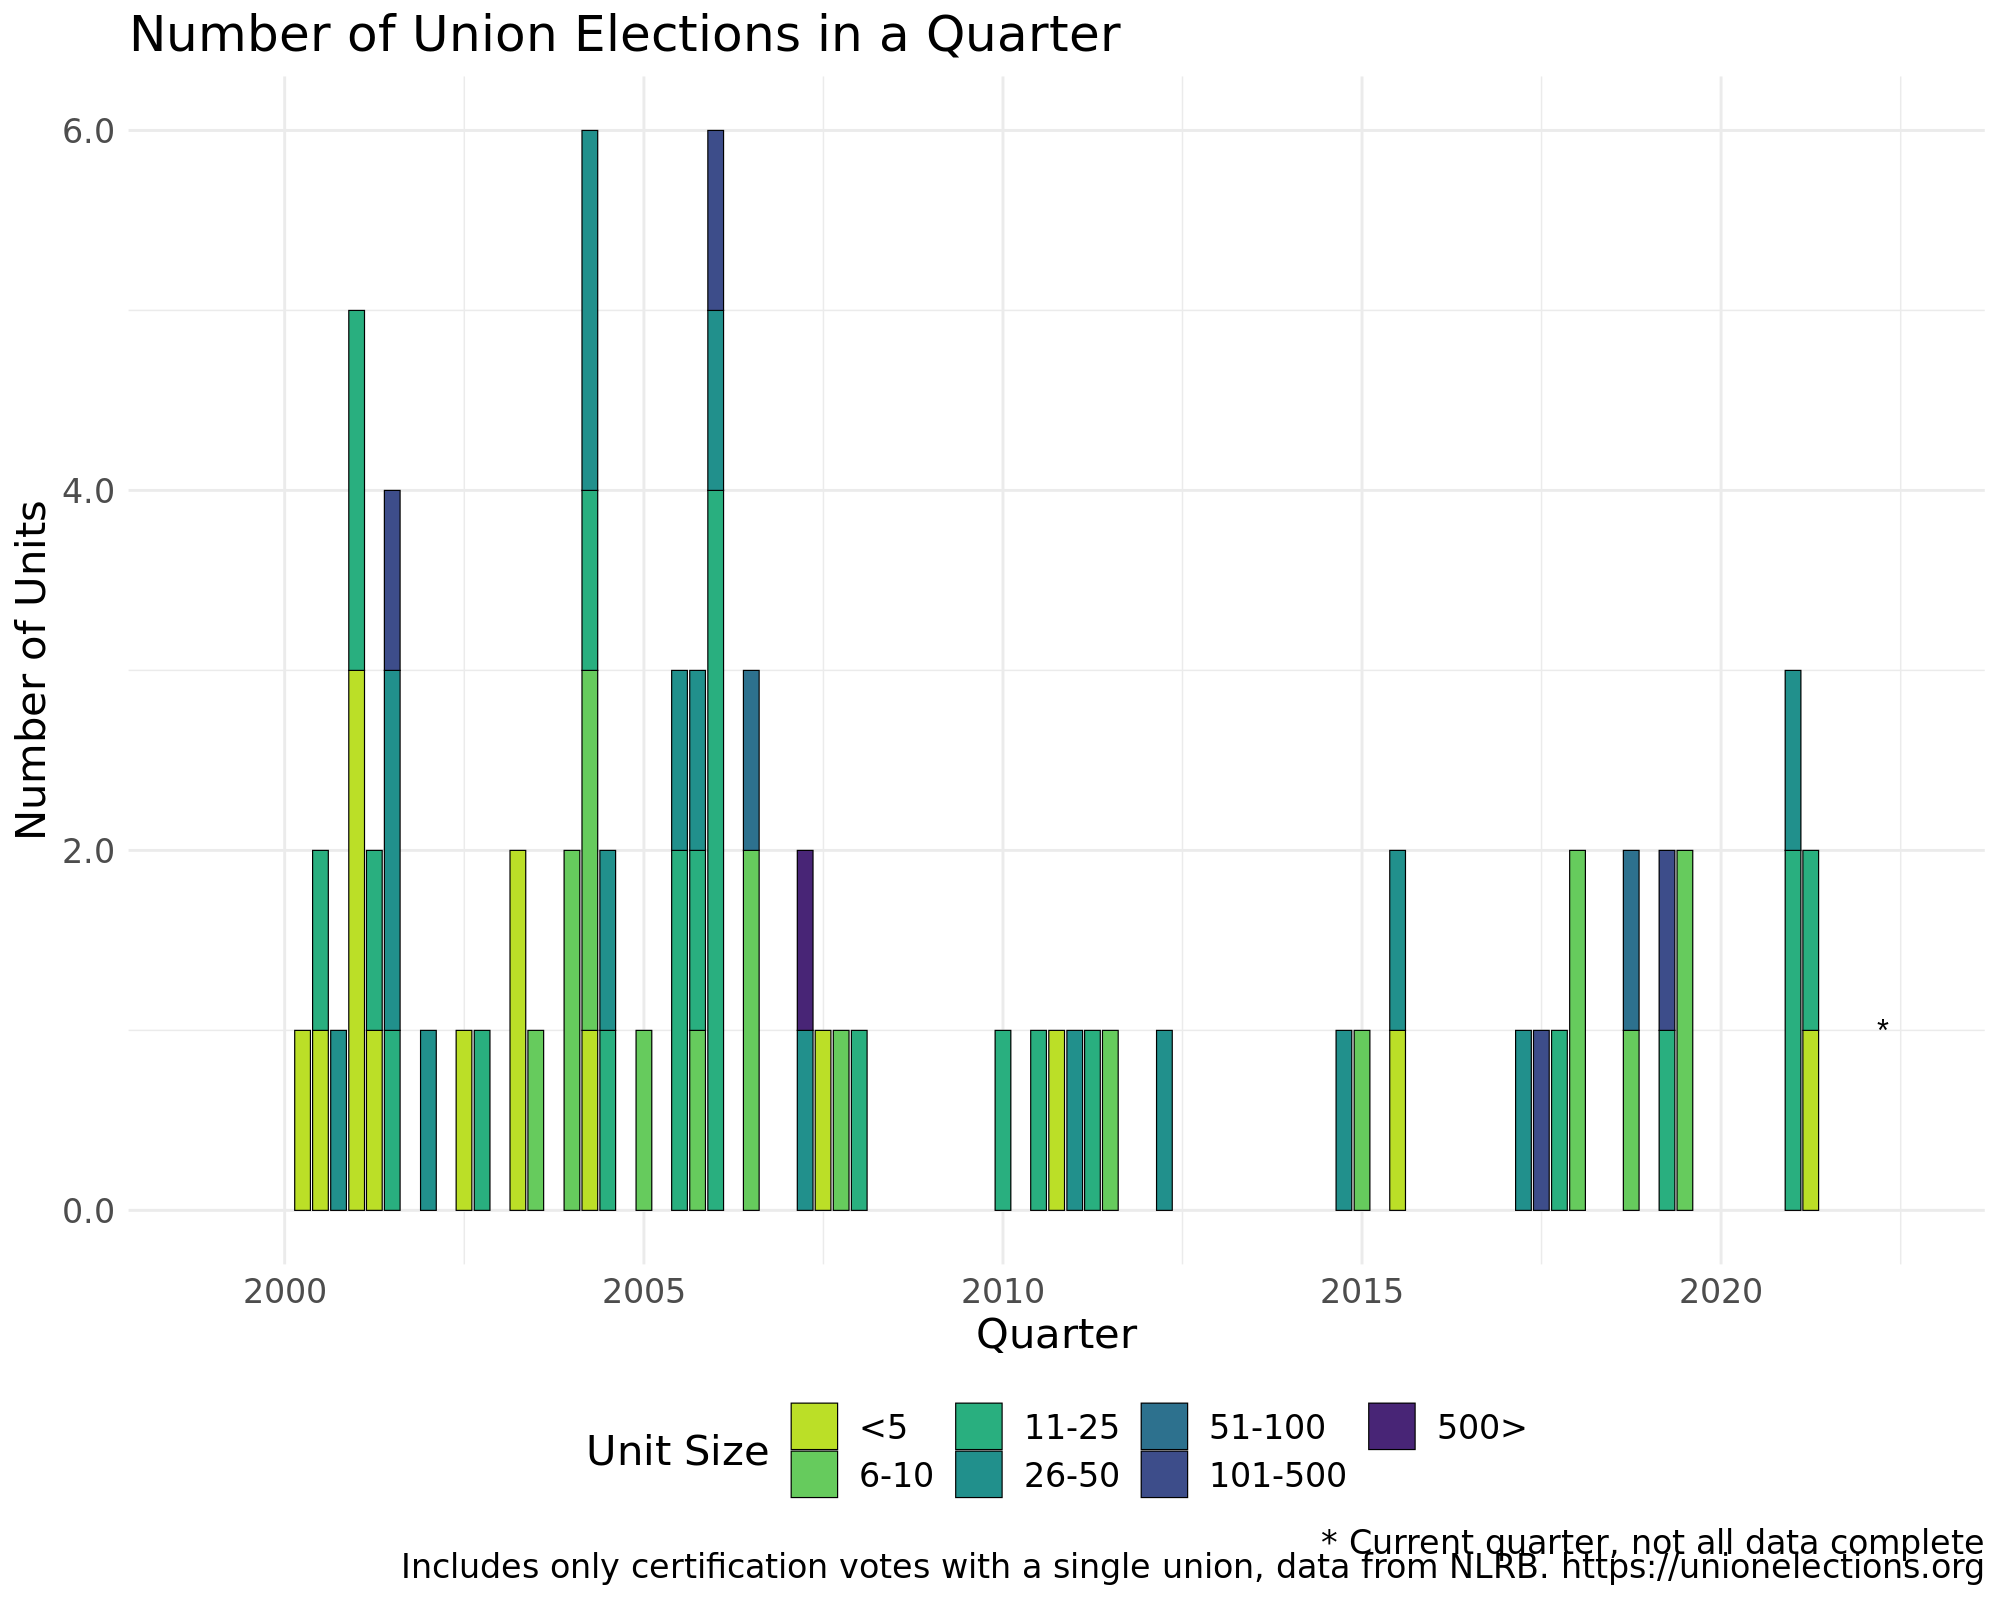 Number of Union Elections in a Quarter
6.0
4.0
2.0
0.0
Number of Units
*
2000 2005 2010 2015 2020
Quarter
Unit Size
<5 11-25 51-100 500>
6-10 26-50 101-500
* Current quarter, not all data complete
Includes only certification votes with a single union, data from NLRB. https://unionelections.org